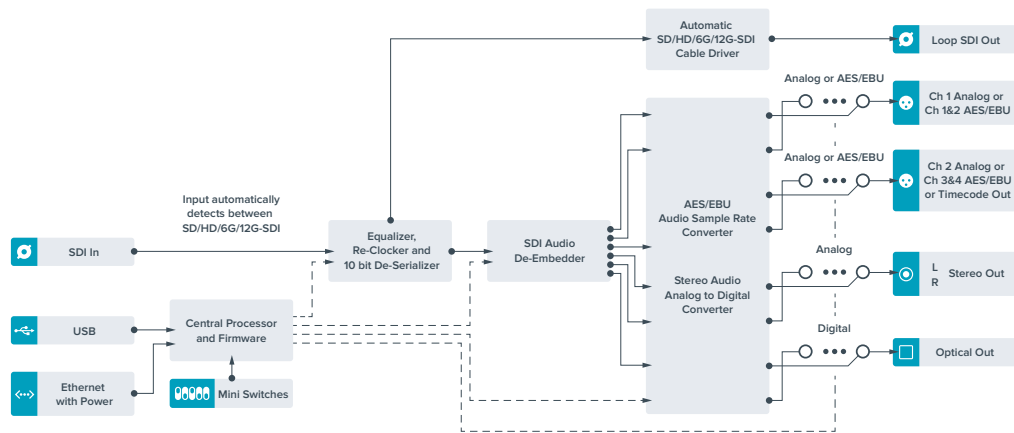 Automatic
SD/HD/6G/12G-SDI
Cable Driver
Loop SDI Out
Analog or AES/EBU
Ch 1 Analog or
Ch 1&2 AES/EBU
Analog or AES/EBU
Ch 2 Analog or
Ch 3&4 AES/EBU
or Timecode Out
Input automatically
detects between
SD/HD/6G/12G-SDI
SDI In
Equalizer,
Re-Clocker and
10 bit De-Serializer
SDI Audio
De-Embedder
AES/EBU
Audio Sample Rate
Converter
Stereo Audio
Analog to Digital
Converter
Analog
L
R
Stereo Out
USB
Central Processor
and Firmware
Digital
Optical Out
Ethernet
with Power
Mini Switches